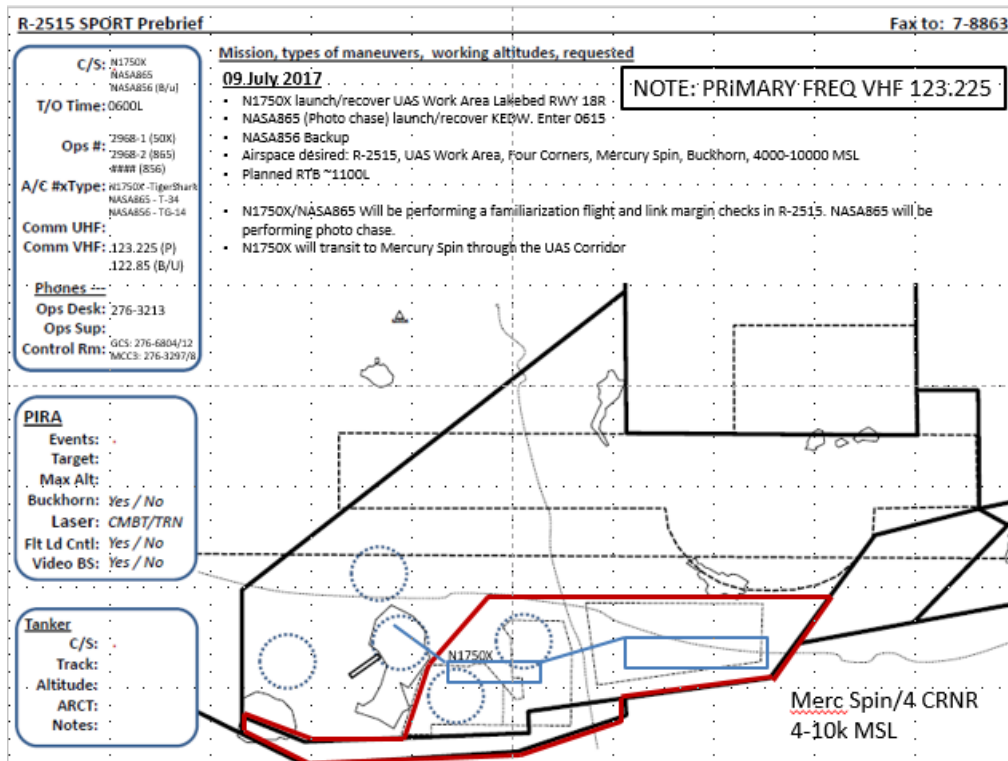 R-2515 SPORT Prebrief
Fax to: 7-8863
C/S: N1750X
NASA865
NASA856 (B/u)
T/O Time: 0600L
Ops #: 2968-1 (50X)
2968-2 (865)
#### (856)
A/C #xType: N1750X -TigerShark
NASA865 - T-34
NASA856 - TG-14
Comm UHF:
Comm VHF: 123.225 (P)
122.85 (B/U)
Phones ---
Ops Desk: 276-3213
Ops Sup:
Control Rm: GCS: 276-6804/12
MCC3: 276-3297/8
Mission, types of maneuvers, working altitudes, requested
09 July 2017
NOTE: PRIMARY FREQ VHF 123.225
• N1750X launch/recover UAS Work Area Lakebed RWY 18R
• NASA865 (Photo chase) launch/recover KEDW. Enter 0615
• NASA856 Backup
• Airspace desired: R-2515, UAS Work Area, Four Corners, Mercury Spin, Buckhorn, 4000-10000 MSL
• Planned RTB ~1100L
• N1750X/NASA865 Will be performing a familiarization flight and link margin checks in R-2515. NASA865 will be
performing photo chase.
• N1750X will transit to Mercury Spin through the UAS Corridor
PIRA
Events:
Target:
Max Alt:
Buckhorn: Yes / No
Laser: CMBT/TRN
Flt Ld Cntl: Yes / No
Video BS: Yes / No
Tanker
C/S:
Track:
Altitude:
ARCT:
Notes:
N1750X
Merc Spin/4 CRNR
4-10k MSL